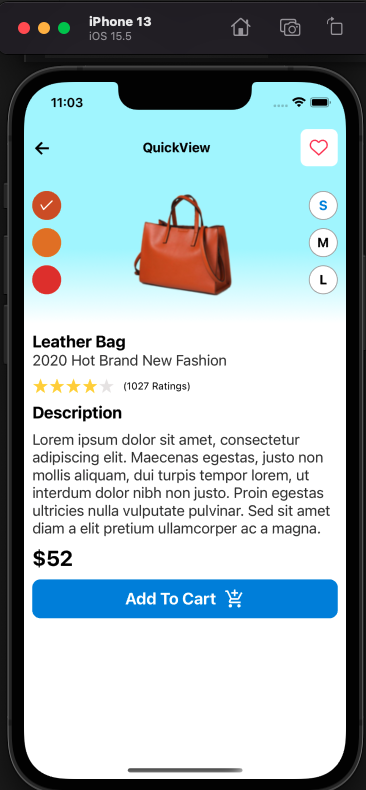 iPhone 13
iOS 15.5
11:03
QuickView
S
M
L
Leather Bag
2020 Hot Brand New Fashion
(1027 Ratings)
Description
Lorem ipsum dolor sit amet, consectetur
adipiscing elit. Maecenas egestas, justo non
mollis aliquam, dui turpis tempor lorem, ut
interdum dolor nibh non justo. Proin egestas
ultricies nulla vulputate pulvinar. Sed sit amet
diam a elit pretium ullamcorper ac a magna.
$52
Add To Cart